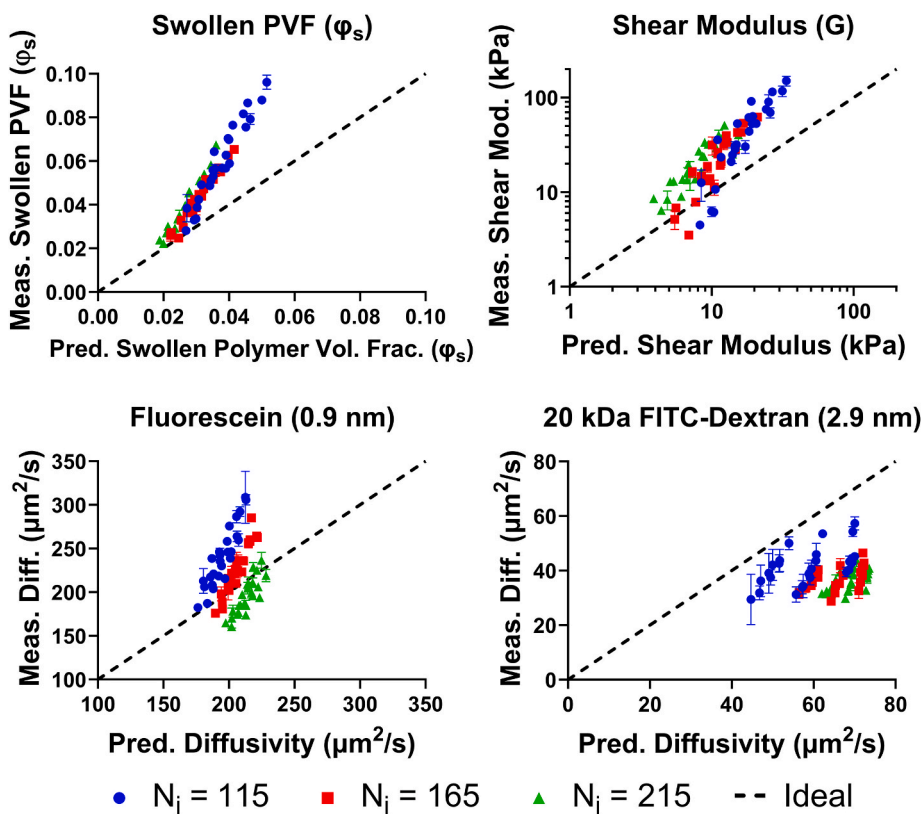 Swollen PVF (φs)
Meas. Swollen PVF (φs)
0.10
0.08
0.06
0.04
0.02
0.00
0.00 0.02 0.04 0.06 0.08 0.10
Pred. Swollen Polymer Vol. Frac. (φs)
Shear Modulus (G)
Meas. Shear Mod. (kPa)
100
10
1
1 10 100
Pred. Shear Modulus (kPa)
Fluorescein (0.9 nm)
Meas. Diff. (μm²/s)
350
300
250
200
150
100
100 150 200 250 300 350
Pred. Diffusivity (μm²/s)
20 kDa FITC-Dextran (2.9 nm)
Meas. Diff. (μm²/s)
80
60
40
20
0
0 20 40 60 80
Pred. Diffusivity (μm²/s)
Nj = 115 Nj = 165 Nj = 215 Ideal